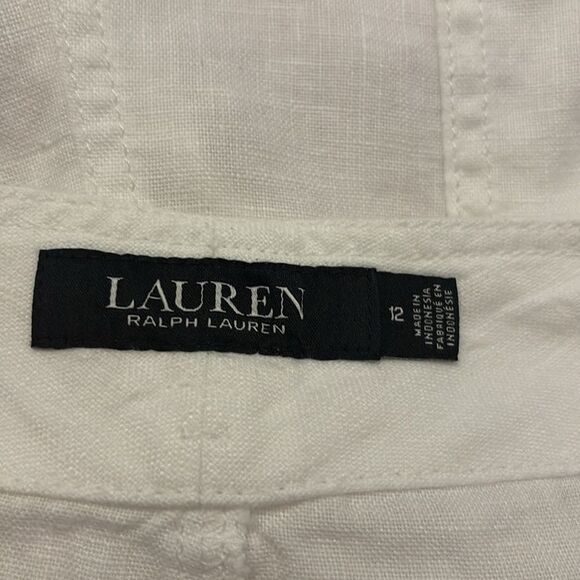 LAUREN
RALPH LAUREN
12
MADE IN
INDONESIA
FABRIQUÉ EN
INDONÉSIE